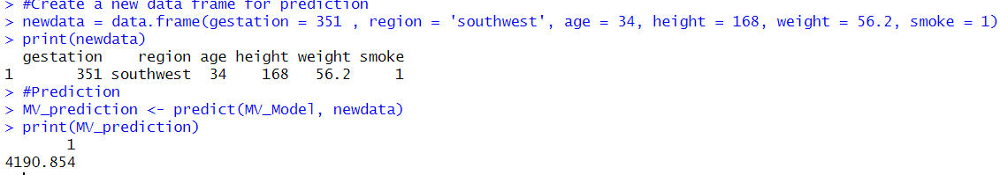 > #Create a new data frame for prediction
> newdata = data.frame(gestation = 351 , region = 'southwest', age = 34, height = 168, weight = 56.2, smoke = 1)
> print(newdata)
  gestation    region age height weight smoke
1       351 southwest  34    168   56.2     1
> #Prediction
> MV_prediction <- predict(MV_Model, newdata)
> print(MV_prediction)
       1
4190.854